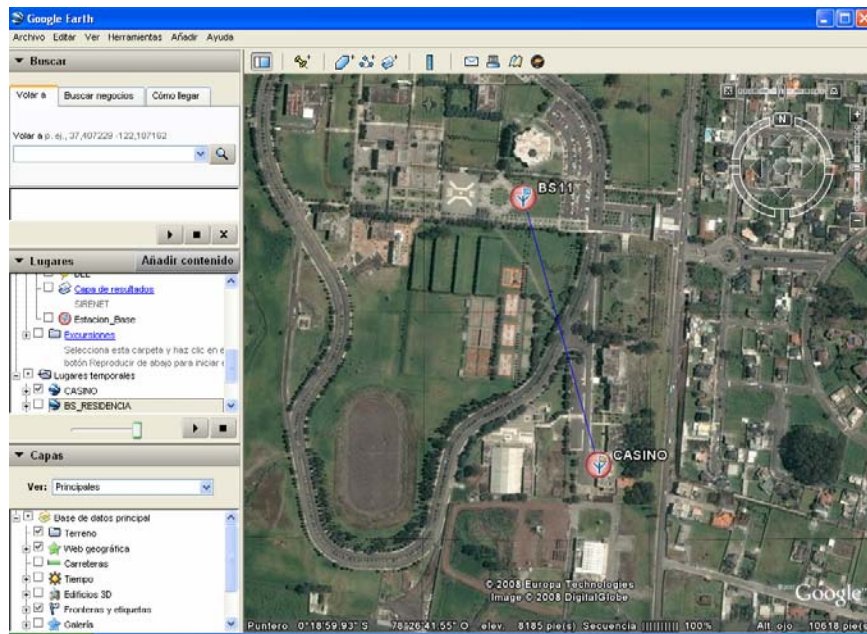 Google Earth
Archivo Editar Ver Herramientas Añadir Ayuda
Buscar
Volar a Buscar negocios Cómo llegar
Volar a p. ej., 37,407229 -122,107162
Lugares Añadir contenido
Capa de resultados
SIRENET
Estacion_Base
Excursiones
Selecciona esta carpeta y haz clic en e
botón Reproducir de abajo para iniciar
Lugares temporales
CASINO
BS_RESIDENCIA
Capas
Ver: Principales
Base de datos principal
Terreno
Web geográfica
Carreteras
Tiempo
Edificios 3D
Fronteras y etiquetas
Galería
N
BS11
CASINO
© 2008 Europa Technologies
Image © 2008 DigitalGlobe
Google
Puntero 0°18'59.93" S 78°26'41.55" O elev. 8185 pie(s) Secuencia 100% Alt. ojo 10618 pie